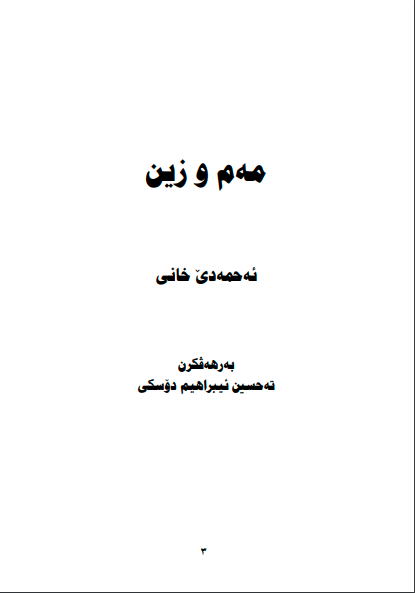 مەم و زین
ئەحمەدێ خانی
بەرهەڤکرن
تەحسین ئیبراهیم دۆسکی
٣